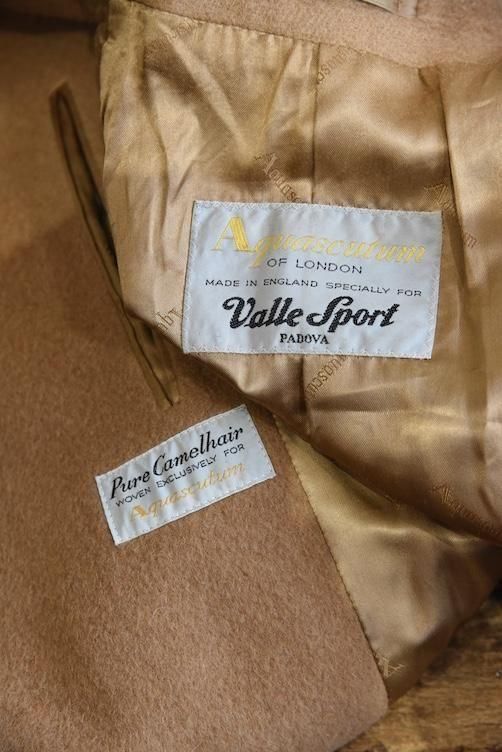 Aquascutum
OF LONDON
MADE IN ENGLAND SPECIALLY FOR
Valle Sport
PADOVA
Pure Camelhair
WOVEN EXCLUSIVELY FOR
Aquascutum